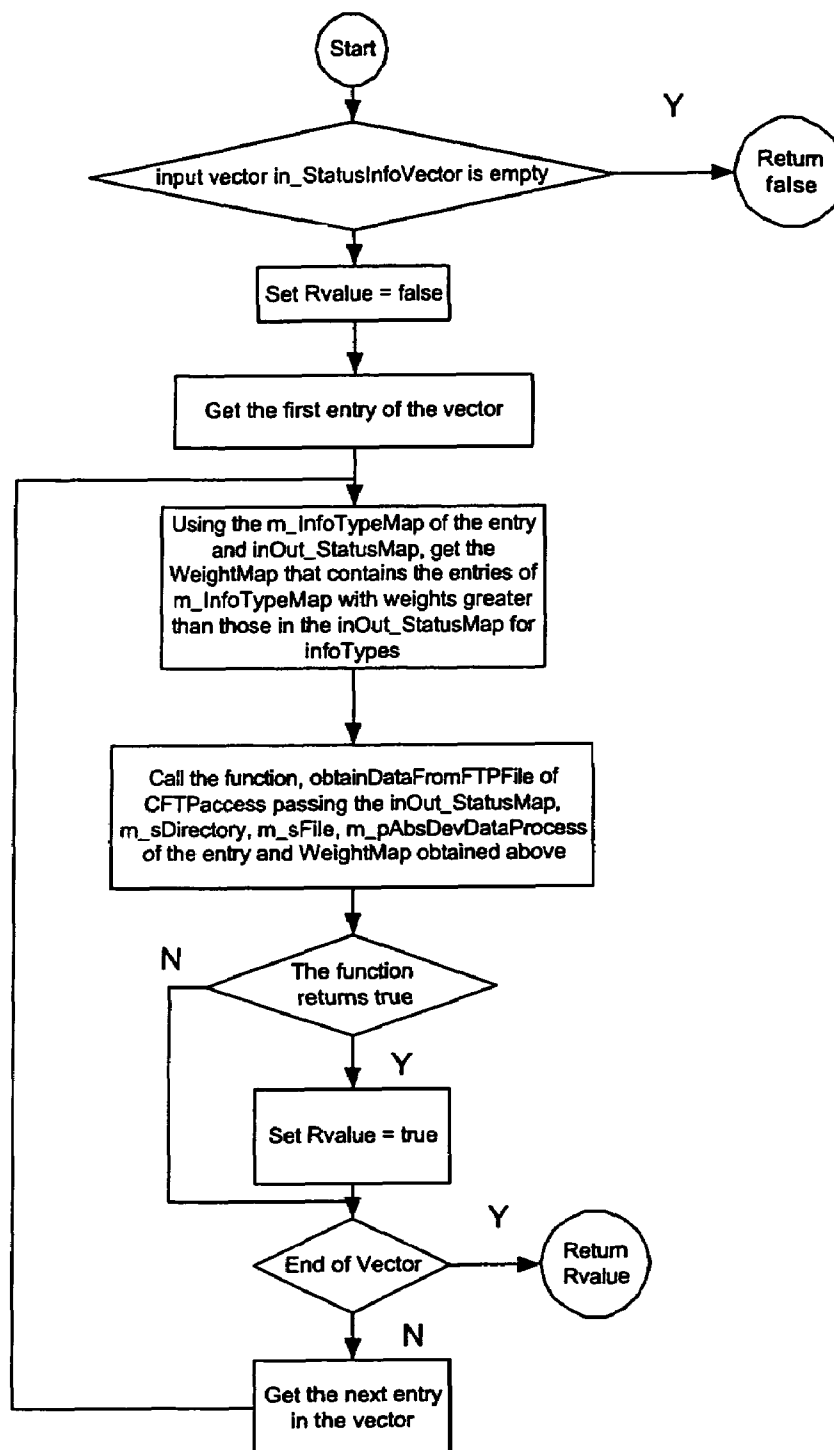 Start
Y
input vector in_StatusInfoVector is empty
Return
false
Set Rvalue = false
Get the first entry of the vector
Using the m_InfoTypeMap of the entry
and inOut_StatusMap, get the
WeightMap that contains the entries of
m_InfoTypeMap with weights greater
than those in the inOut_StatusMap for
infoTypes
Call the function, obtainDataFromFTPFile of
CFTPaccess passing the inOut_StatusMap,
m_sDirectory, m_sFile, m_pAbsDevDataProcess
of the entry and WeightMap obtained above
N
The function
returns true
Y
Set Rvalue = true
Y
End of Vector
Return
Rvalue
N
Get the next entry
in the vector